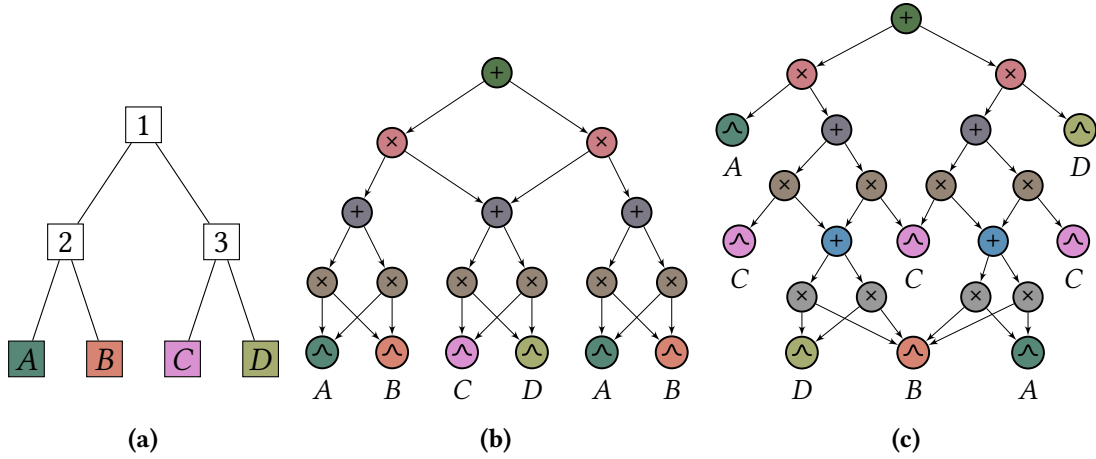 +
× ×
1
+
A + + D
× ×
× × × ×
2 3
+ + +
C + C + C
× × × × × ×
× × × ×
A B C D
A B C D A B
D B A
(a) (b) (c)